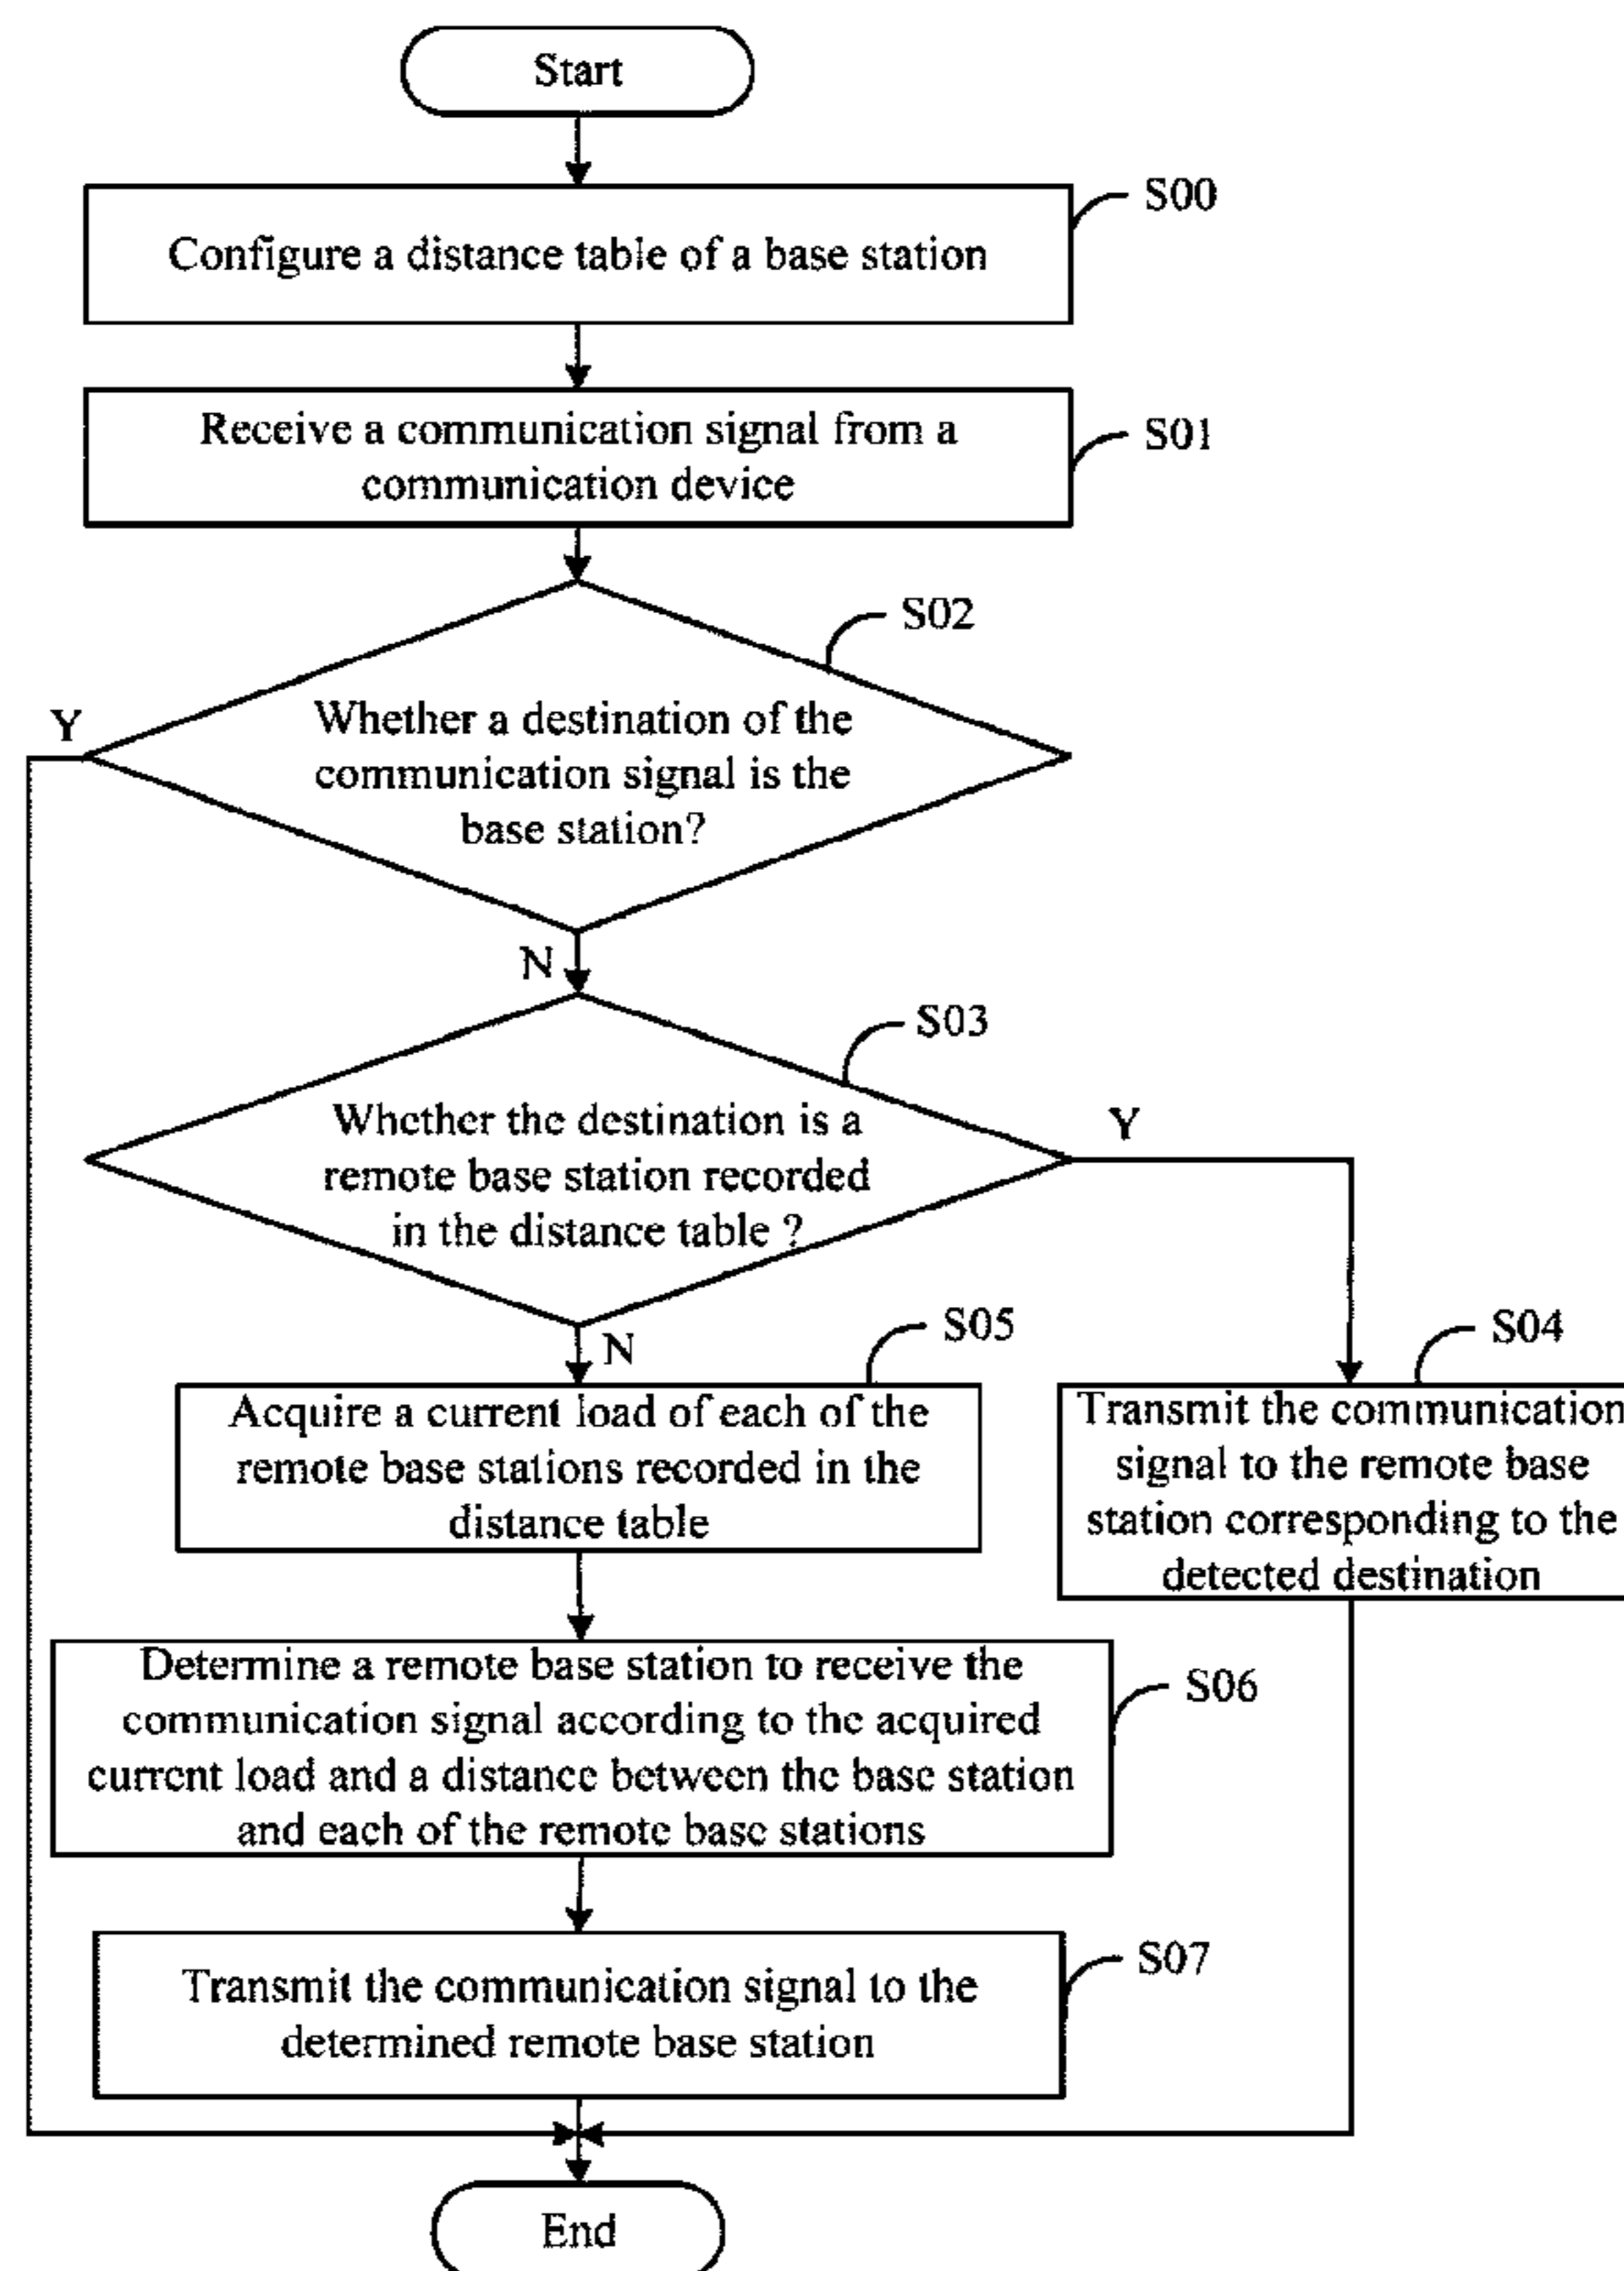 Start
S00
Configure a distance table of a base station
Receive a communication signal from a
communication device
S01
S02
Y
Whether a destination of the
communication signal is the
base station?
N
S03
Whether the destination is a
remote base station recorded
in the distance table ?
Y
N
S05
S04
Acquire a current load of each of the
remote base stations recorded in the
distance table
Transmit the communication
signal to the remote base
station corresponding to the
detected destination
Determine a remote base station to receive the
communication signal according to the acquired
current load and a distance between the base station
and each of the remote base stations
S06
S07
Transmit the communication signal to the
determined remote base station
End